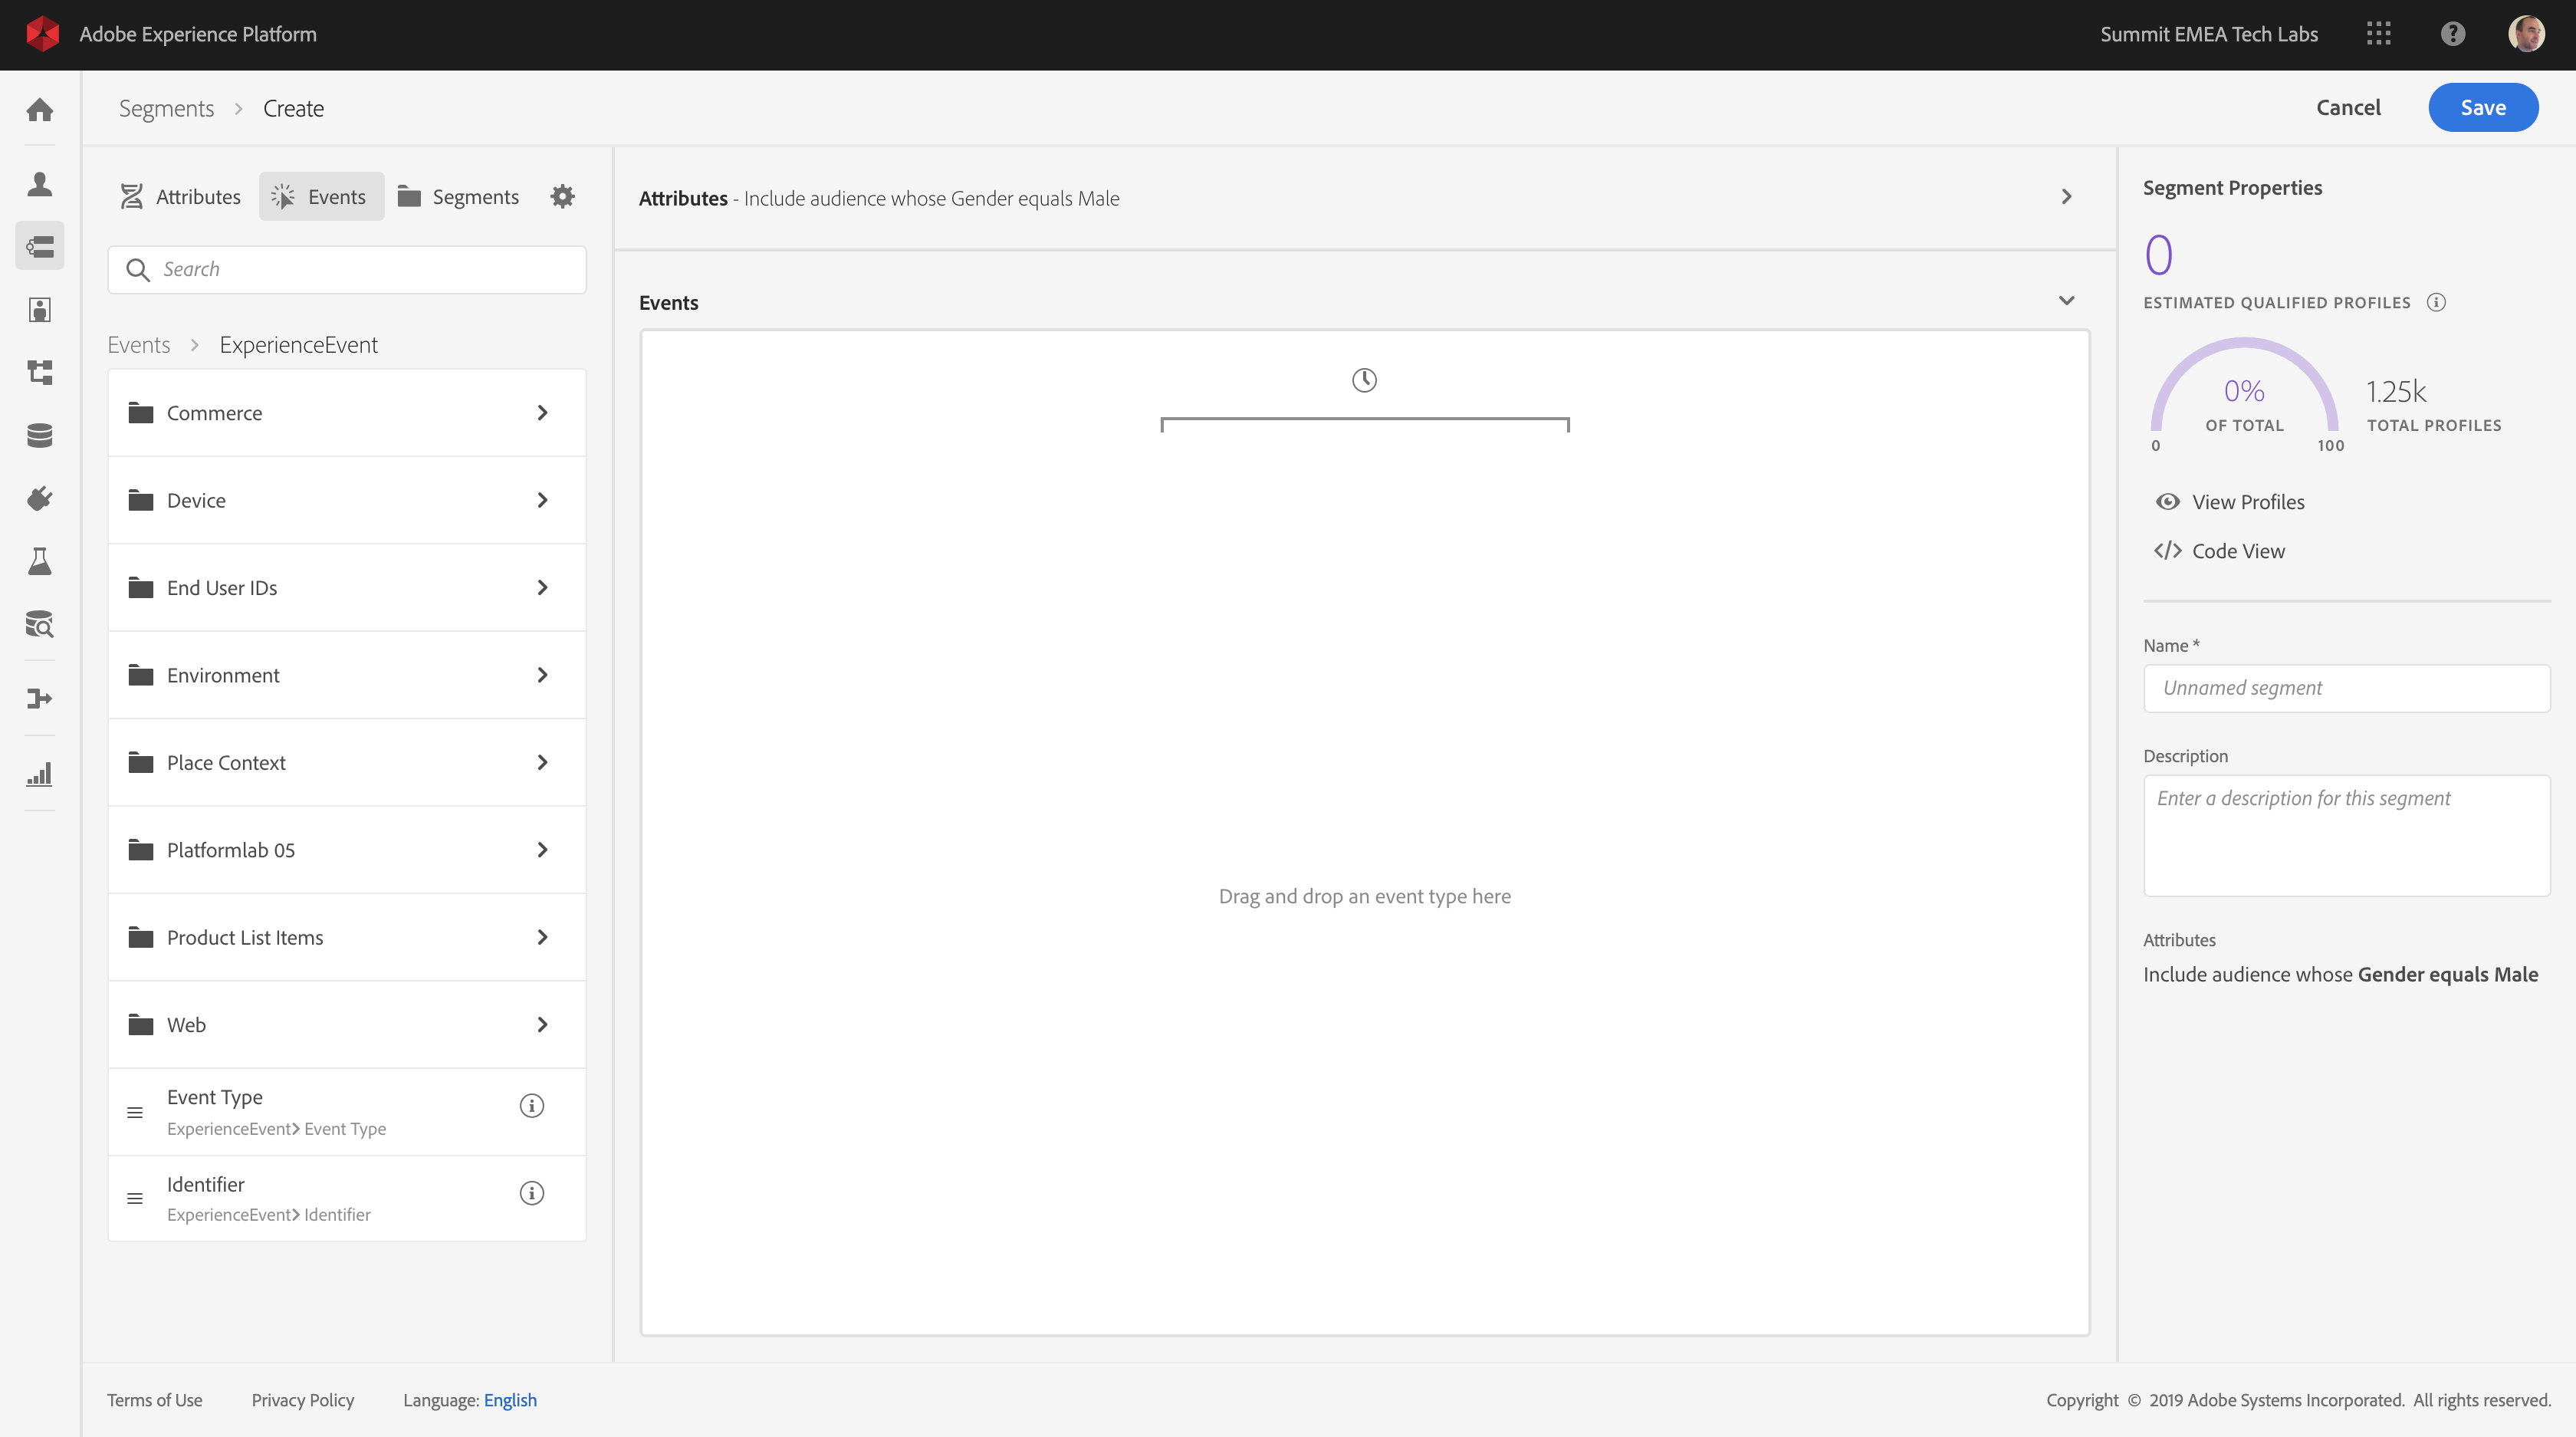 Adobe Experience Platform
Summit EMEA Tech Labs
Segments > Create
Cancel
Save
Attributes
Events
Segments
Search
Events > ExperienceEvent
Commerce
Device
End User IDs
Environment
Place Context
Platformlab 05
Product List Items
Web
Event Type
ExperienceEvent> Event Type
Identifier
ExperienceEvent> Identifier
Attributes - Include audience whose Gender equals Male
Events
Drag and drop an event type here
Segment Properties
0
ESTIMATED QUALIFIED PROFILES
0%
OF TOTAL
0
100
1.25k
TOTAL PROFILES
View Profiles
</> Code View
Name *
Unnamed segment
Description
Enter a description for this segment
Attributes
Include audience whose Gender equals Male
Terms of Use
Privacy Policy
Language: English
Copyright © 2019 Adobe Systems Incorporated. All rights reserved.